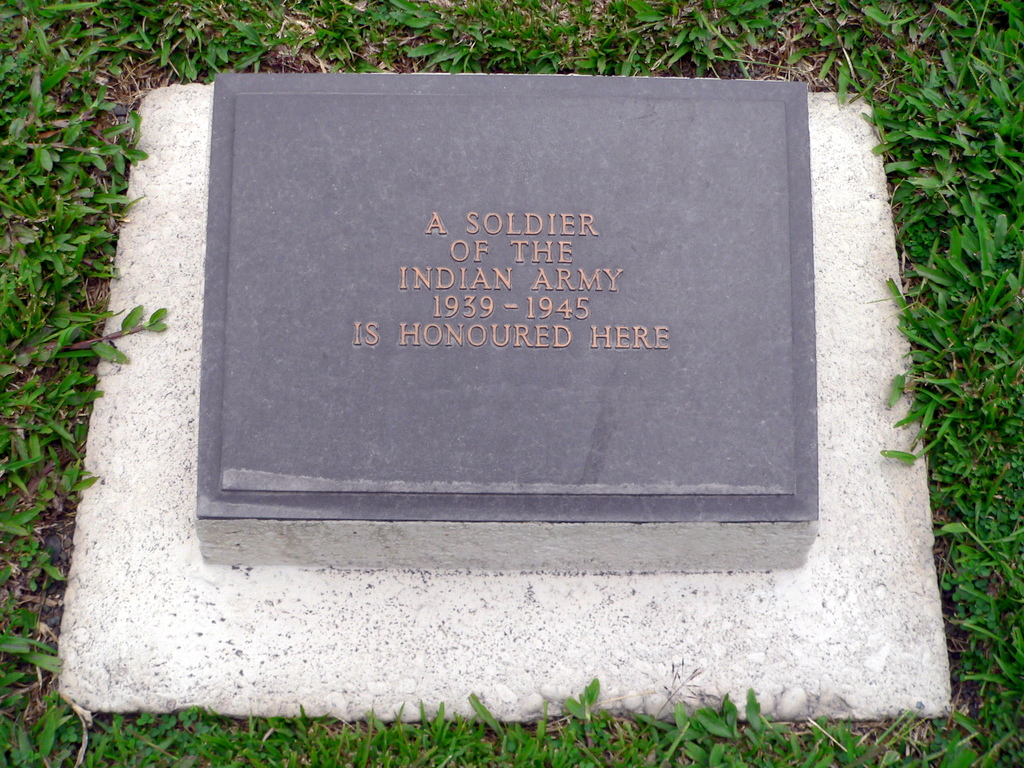 A SOLDIER
OF THE
INDIAN ARMY
1939 - 1945
IS HONOURED HERE